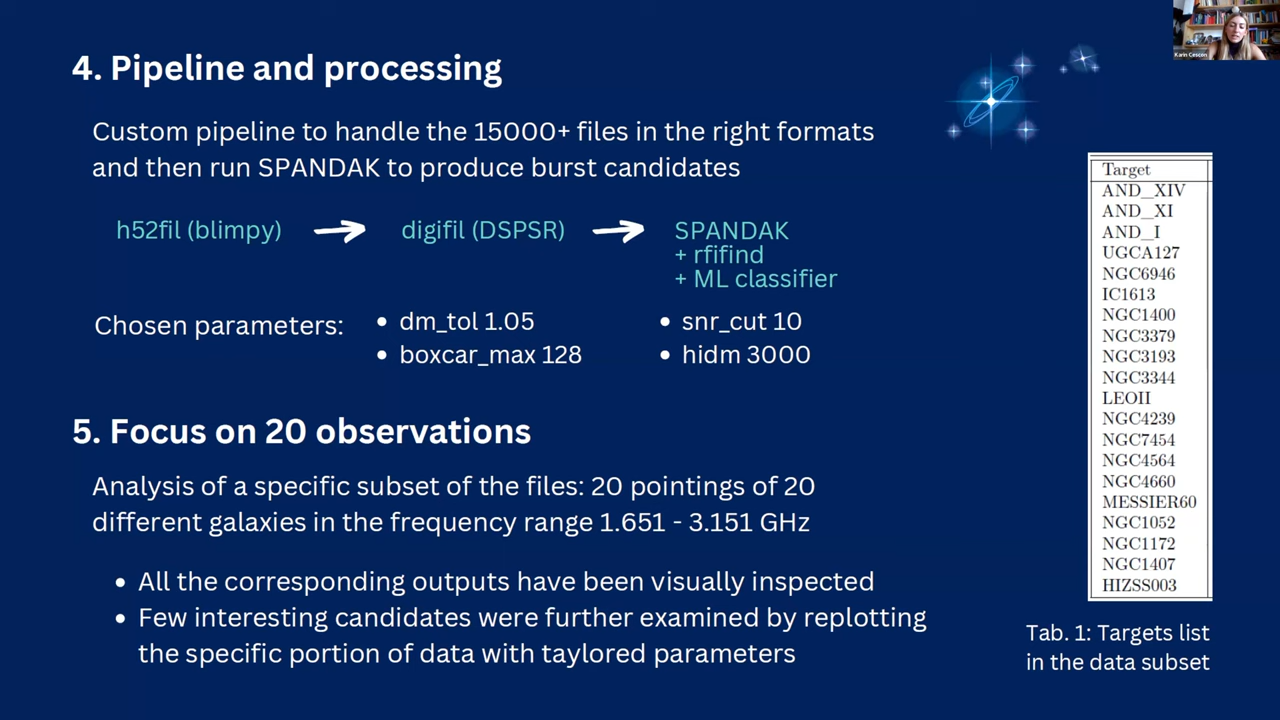 Karin Cescon
4. Pipeline and processing
Custom pipeline to handle the 15000+ files in the right formats
and then run SPANDAK to produce burst candidates
h52fil (blimpy)
digifil (DSPSR)
SPANDAK
+ rfifind
+ ML classifier
Chosen parameters:
• dm_tol 1.05
• boxcar_max 128
• snr_cut 10
• hidm 3000
5. Focus on 20 observations
Analysis of a specific subset of the files: 20 pointings of 20
different galaxies in the frequency range 1.651 - 3.151 GHz
• All the corresponding outputs have been visually inspected
• Few interesting candidates were further examined by replotting
the specific portion of data with taylored parameters
Target
AND_XIV
AND_XI
AND_I
UGCA127
NGC6946
IC1613
NGC1400
NGC3379
NGC3193
NGC3344
LEOII
NGC4239
NGC7454
NGC4564
NGC4660
MESSIER60
NGC1052
NGC1172
NGC1407
HIZSS003
Tab. 1: Targets list
in the data subset